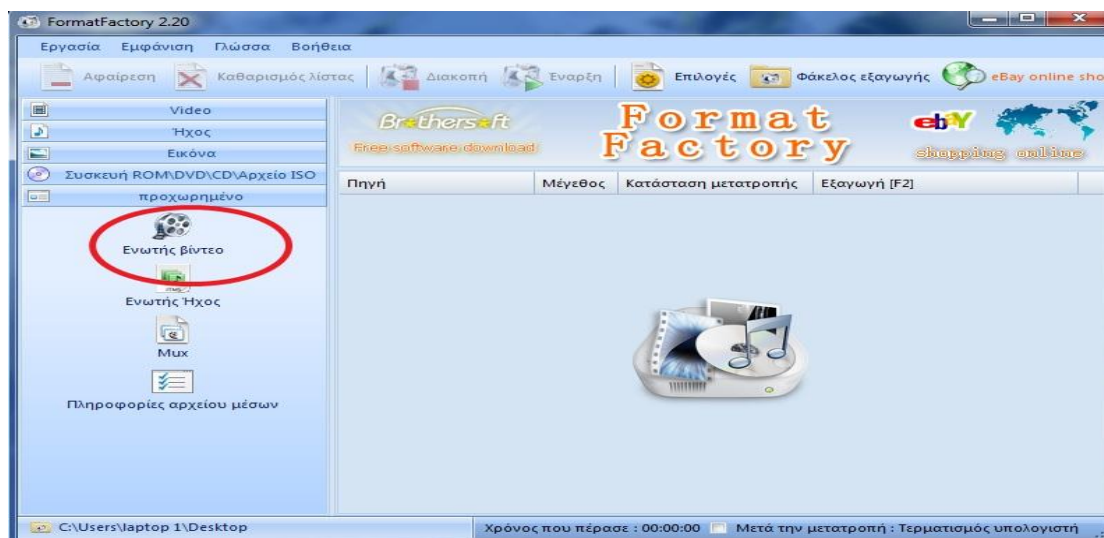 FormatFactory 2.20
Εργασία Εμφάνιση Γλώσσα Βοήθεια
Αφαίρεση Καθαρισμός λίστας Διακοπή Έναρξη Επιλογές Φάκελος εξαγωγής eBay online sho
Video
Ήχος
Εικόνα
Συσκευή ROM\DVD\CD\Αρχείο ISO
προχωρημένο
Ενωτής βίντεο
Ενωτής Ήχος
Mux
Πληροφορίες αρχείου μέσων
Brothersoft
Free software download
Format
Factory
ebY
shopping online
Πηγή Μέγεθος Κατάσταση μετατροπής Εξαγωγή [F2]
C:\Users\laptop 1\Desktop
Χρόνος που πέρασε : 00:00:00 Μετά την μετατροπή : Τερματισμός υπολογιστή